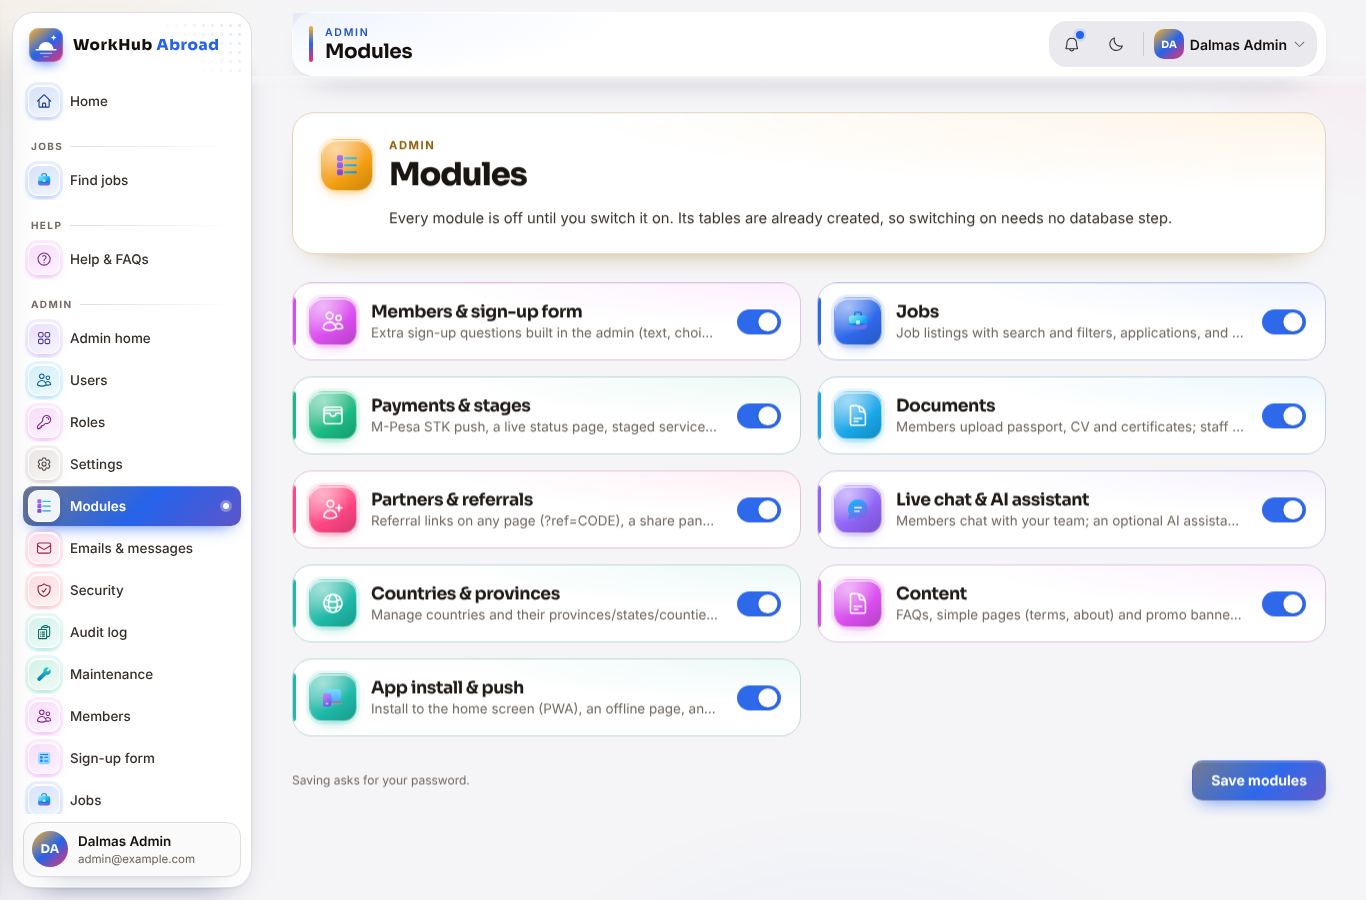 WorkHub Abroad
Home
JOBS
Find jobs
HELP
Help & FAQs
ADMIN
Admin home
Users
Roles
Settings
Modules
Emails & messages
Security
Audit log
Maintenance
Members
Sign-up form
Jobs
DA
Dalmas Admin
admin@example.com
ADMIN
Modules
DA
Dalmas Admin
ADMIN
Modules
Every module is off until you switch it on. Its tables are already created, so switching on needs no database step.
Members & sign-up form
Extra sign-up questions built in the admin (text, choi...
Jobs
Job listings with search and filters, applications, and ...
Payments & stages
M-Pesa STK push, a live status page, staged service...
Documents
Members upload passport, CV and certificates; staff ...
Partners & referrals
Referral links on any page (?ref=CODE), a share pan...
Live chat & AI assistant
Members chat with your team; an optional AI assista...
Countries & provinces
Manage countries and their provinces/states/countie...
Content
FAQs, simple pages (terms, about) and promo banne...
App install & push
Install to the home screen (PWA), an offline page, an...
Saving asks for your password.
Save modules